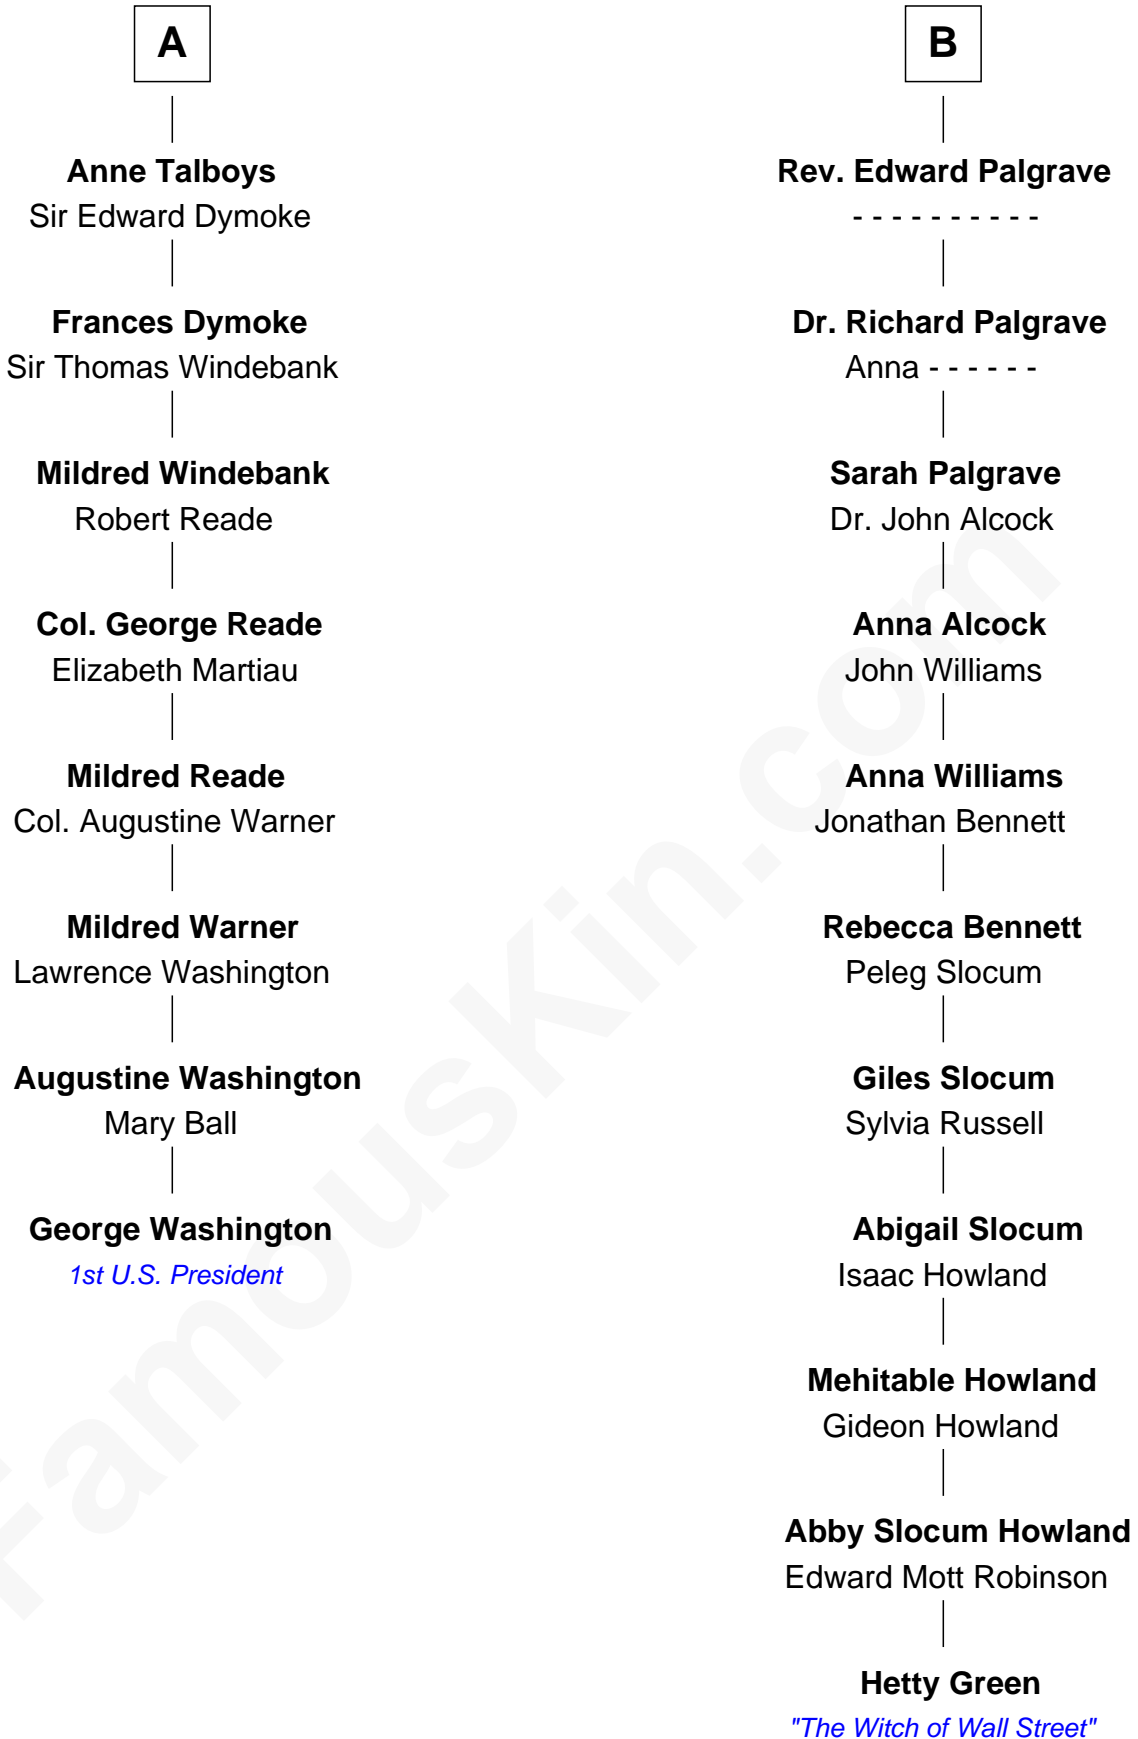 A
Anne Talboys
Sir Edward Dymoke
Frances Dymoke
Sir Thomas Windebank
Mildred Windebank
Robert Reade
Col. George Reade
Elizabeth Martiau
Mildred Reade
Col. Augustine Warner
Mildred Warner
Lawrence Washington
Augustine Washington
Mary Ball
George Washington
1st U.S. President
B
Rev. Edward Palgrave
- - - - - - - - - -
Dr. Richard Palgrave
Anna - - - - - -
Sarah Palgrave
Dr. John Alcock
Anna Alcock
John Williams
Anna Williams
Jonathan Bennett
Rebecca Bennett
Peleg Slocum
Giles Slocum
Sylvia Russell
Abigail Slocum
Isaac Howland
Mehitable Howland
Gideon Howland
Abby Slocum Howland
Edward Mott Robinson
Hetty Green
"The Witch of Wall Street"
FamousKin.com